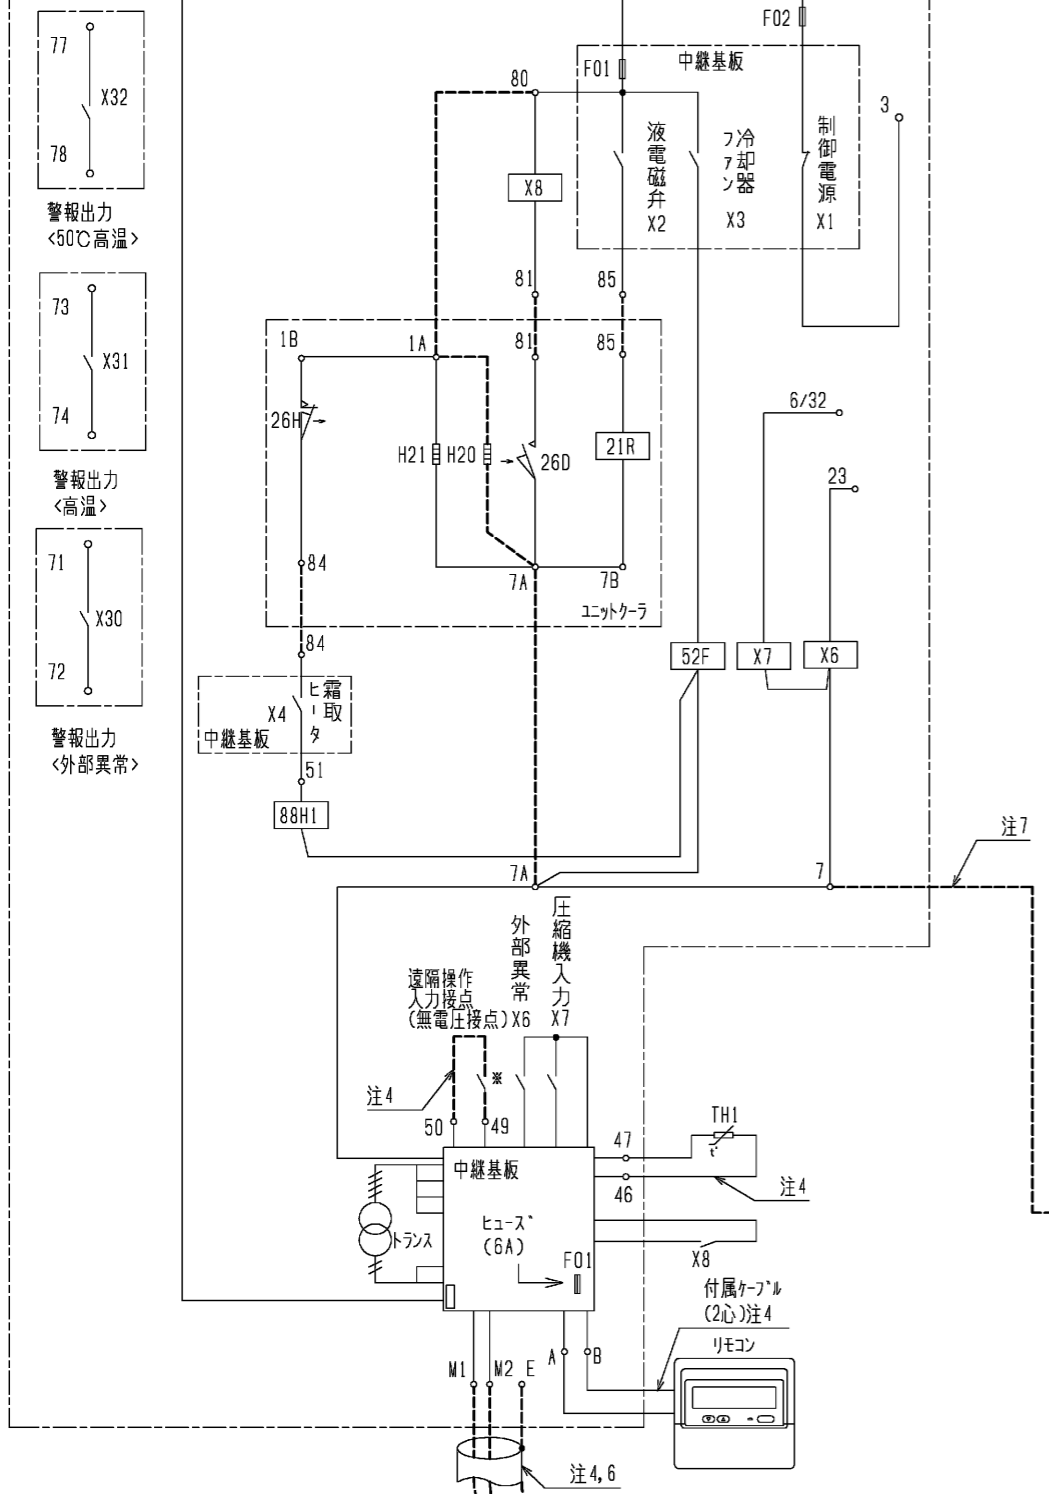 F02
77
X32
78
警報出力
<50℃高温>
中継基板
F01
80
3
液電磁弁
X2
冷却器
ファン
X3
制御電源
X1
X8
73
X31
74
警報出力
<高温>
81
85
1B
1A
81
85
26H
H21
H20
26D
21R
6/32
23
71
X30
72
警報出力
<外部異常>
84
7A
7B
ユニットクーラ
84
52F
X7
X6
X4
霜取
ヒータ
中継基板
51
88H1
注7
7A
7
外部異常
X6
圧縮機入力
X7
遠隔操作
入力接点
(無電圧接点)
※
注4
50
49
47
46
TH1
t°
注4
中継基板
ヒューズ
(6A)
F01
トランス
X8
付属ケーブル
(2心)注4
リモコン
M1
M2
E
A
B
注4,6